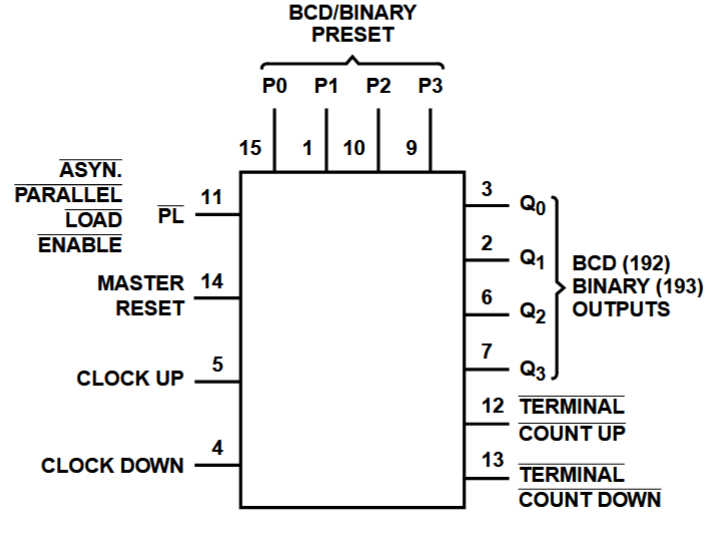 BCD/BINARY
PRESET
P0 P1 P2 P3
15 1 10 9
ASYN.
PARALLEL
LOAD
ENABLE
PL
11
MASTER
RESET
14
CLOCK UP
5
CLOCK DOWN
4
3
Q0
2
Q1
6
Q2
7
Q3
BCD (192)
BINARY (193)
OUTPUTS
12
TERMINAL
COUNT UP
13
TERMINAL
COUNT DOWN